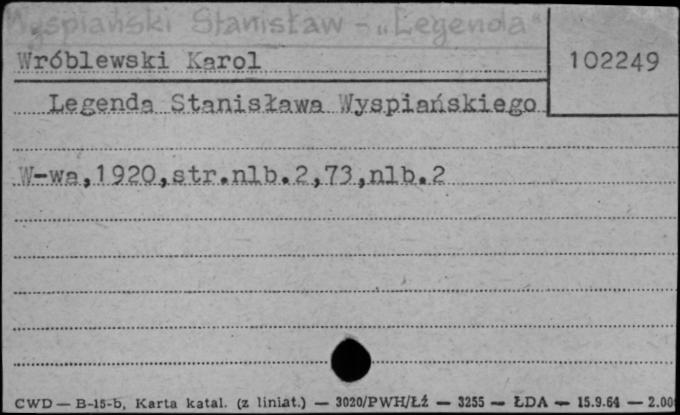 Wyspiański Stanisław - „Legenda"
Wróblewski Karol
102249
Legenda Stanisława Wyspiańskiego
W-wa,1920,str.nlb.2,73,nlb.2
CWD — B-15-b, Karta katal. (z liniat.) — 3020/PWH/ŁŹ — 3255 — ŁDA — 15.9.64 — 2.00